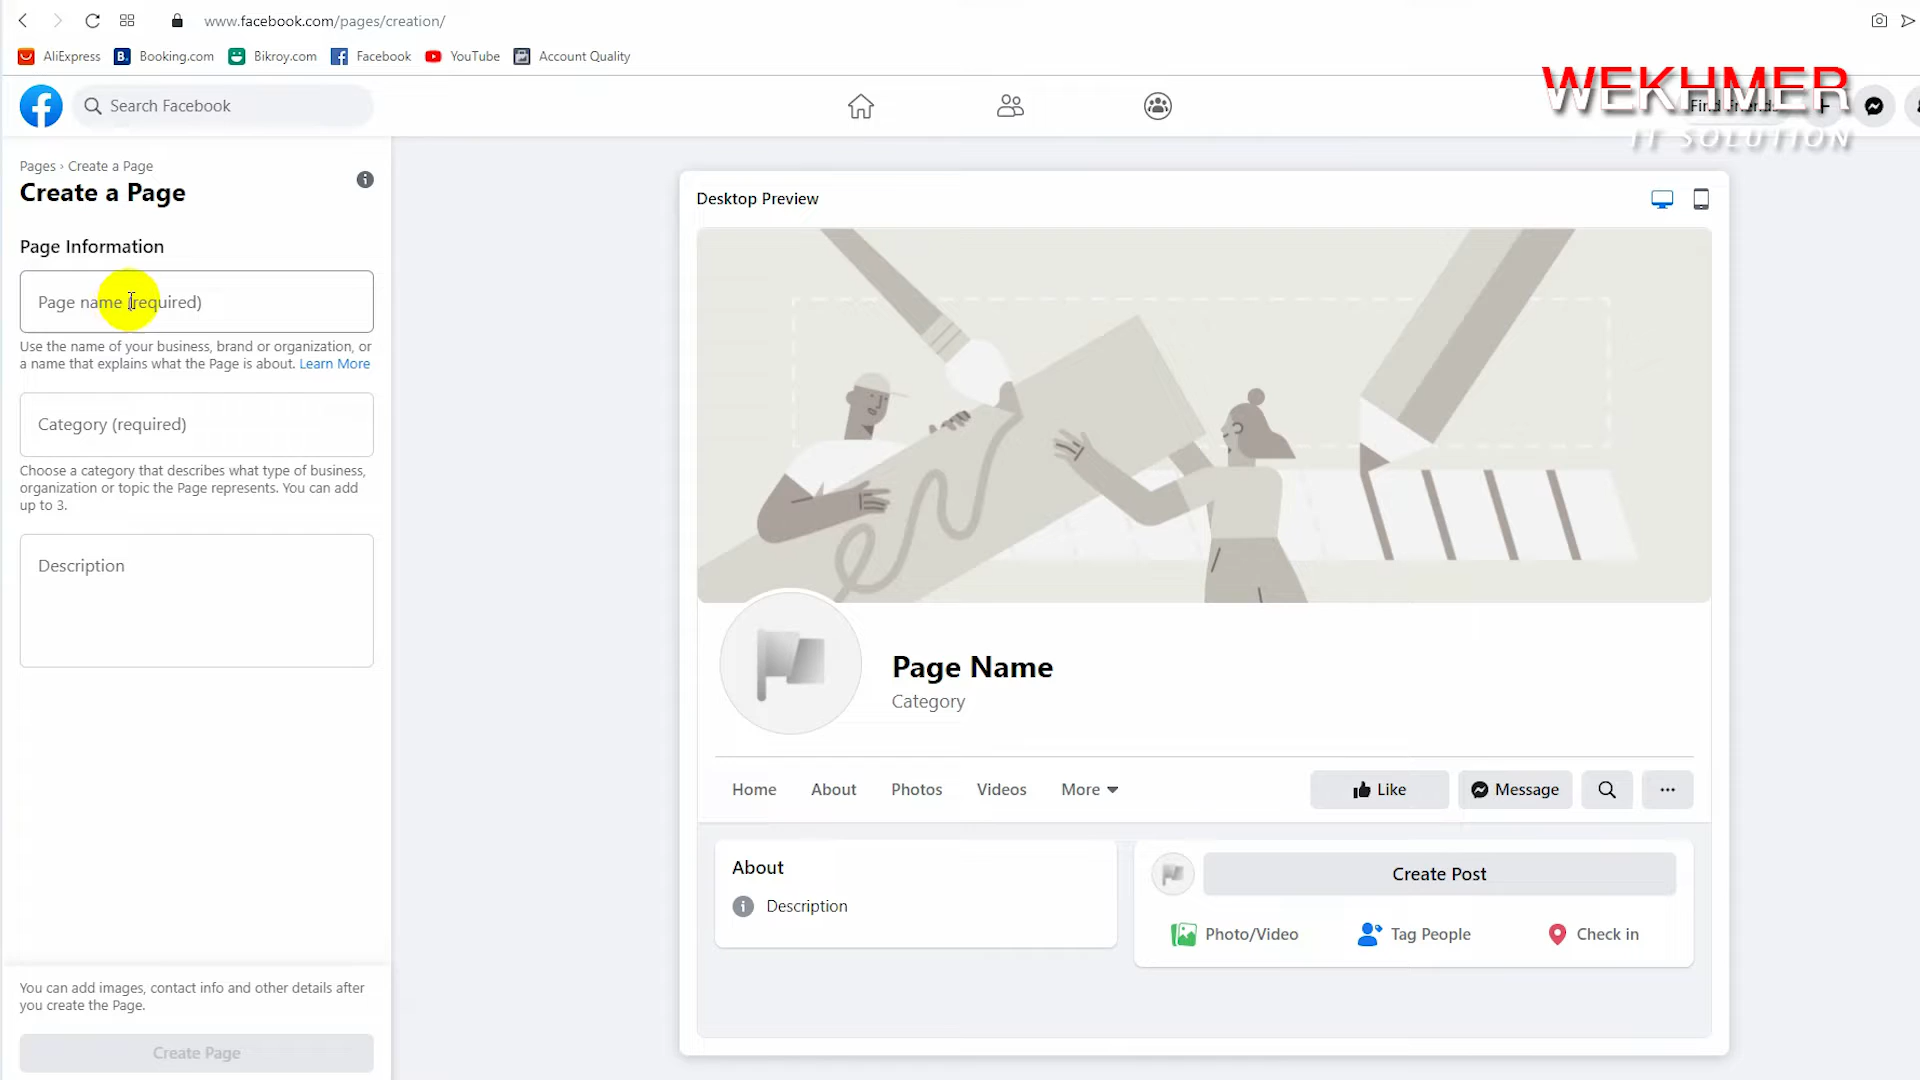 www.facebook.com/pages/creation/
AliExpress
Booking.com
Bikroy.com
Facebook
YouTube
Account Quality
WEKHMER
IT SOLUTION
Search Facebook
Pages › Create a Page
Create a Page
Page Information
Page name (required)
Use the name of your business, brand or organization, or
a name that explains what the Page is about. Learn More
Category (required)
Choose a category that describes what type of business,
organization or topic the Page represents. You can add
up to 3.
Description
You can add images, contact info and other details after
you create the Page.
Create Page
Desktop Preview
Page Name
Category
Home
About
Photos
Videos
More
Like
Message
About
Description
Create Post
Photo/Video
Tag People
Check in